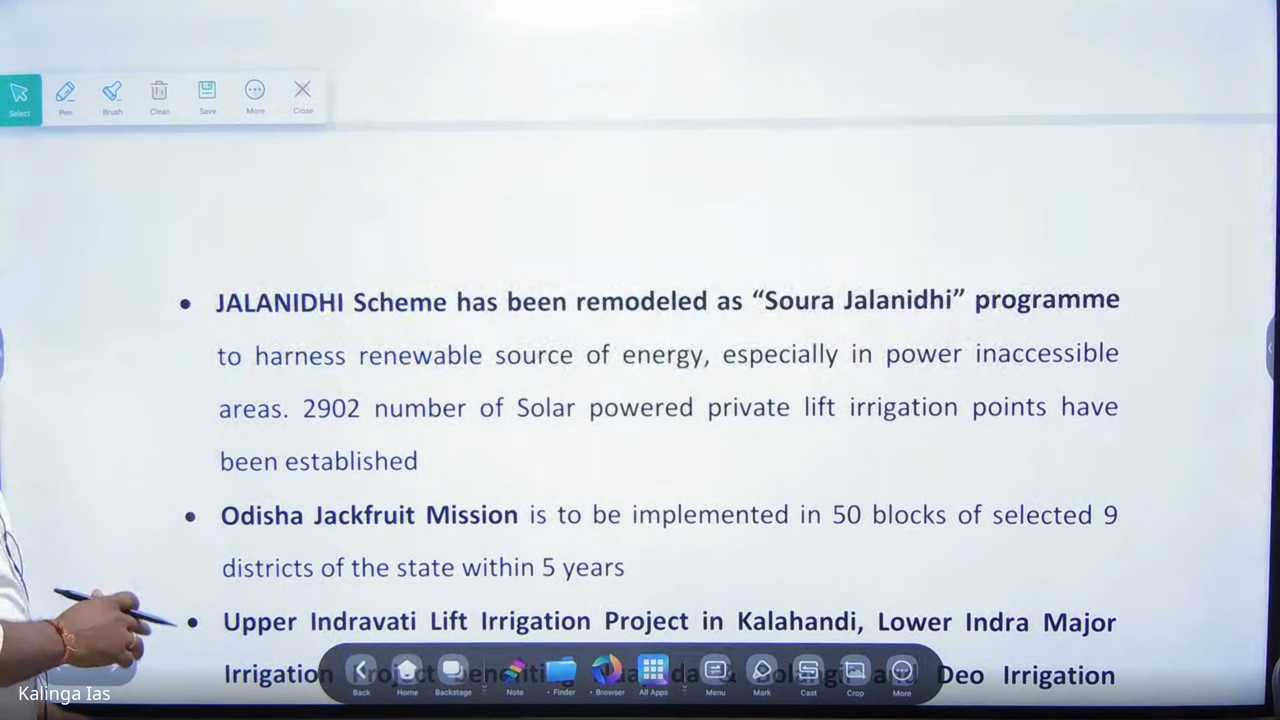 Select Pen Brush Clean Save More Close
• JALANIDHI Scheme has been remodeled as “Soura Jalanidhi” programme
to harness renewable source of energy, especially in power inaccessible
areas. 2902 number of Solar powered private lift irrigation points have
been established
• Odisha Jackfruit Mission is to be implemented in 50 blocks of selected 9
districts of the state within 5 years
• Upper Indravati Lift Irrigation Project in Kalahandi, Lower Indra Major
Irrigation Project benefiting & Deo Irrigation
Back Home Backstage Note • Finder • Browser All Apps Menu Mark Cast Crop More
Kalinga Ias